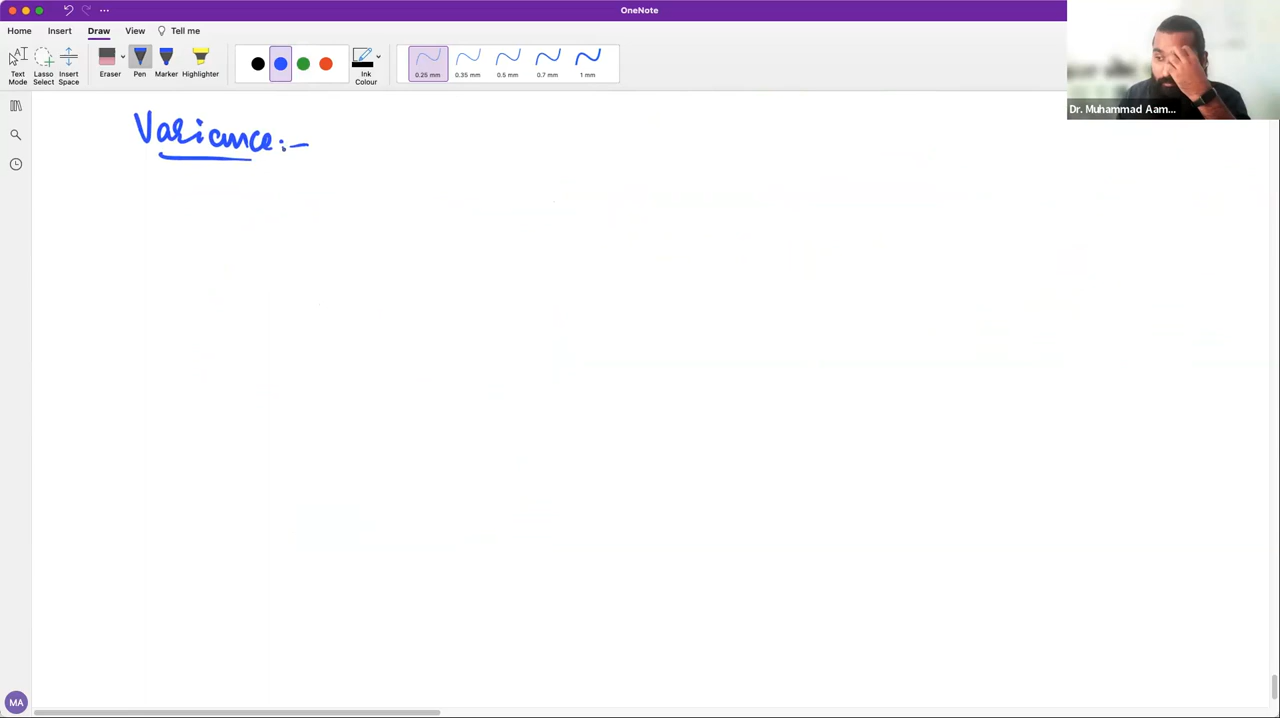 OneNote
Home Insert Draw View Tell me
Text Mode
Lasso Select
Insert Space
Eraser
Pen
Marker
Highlighter
Ink Colour
0.25 mm
0.35 mm
0.5 mm
0.7 mm
1 mm
Dr. Muhammad Aam...
Variance:-
MA